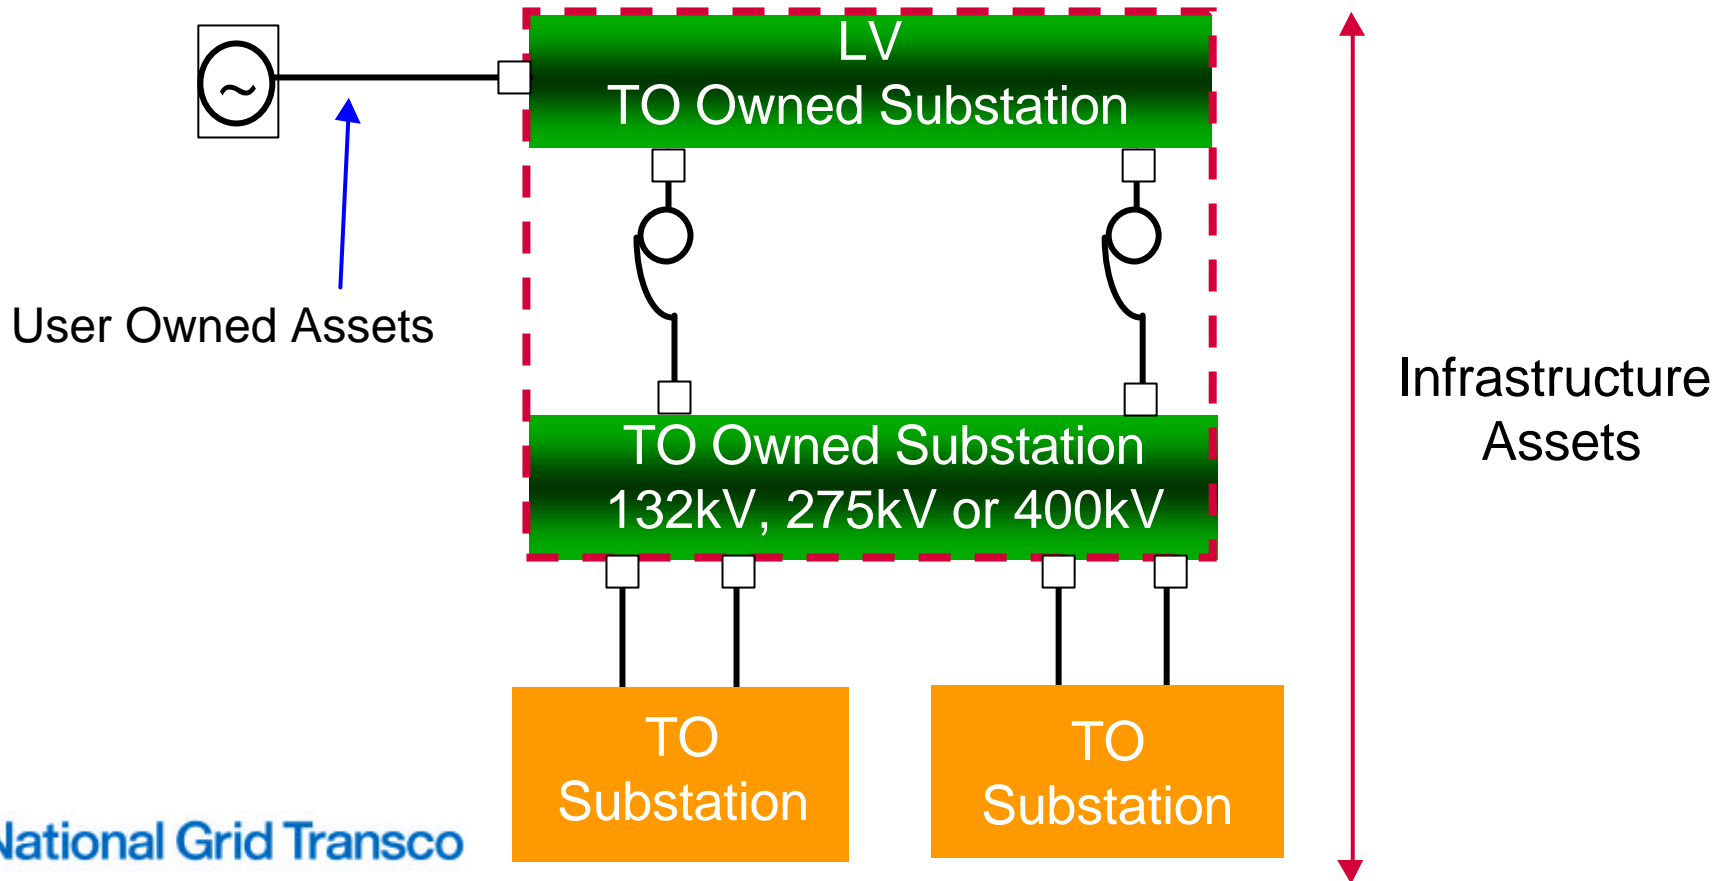 LV
TO Owned Substation
~
User Owned Assets
TO Owned Substation
132kV, 275kV or 400kV
Infrastructure
Assets
TO
Substation
TO
Substation
National Grid Transco